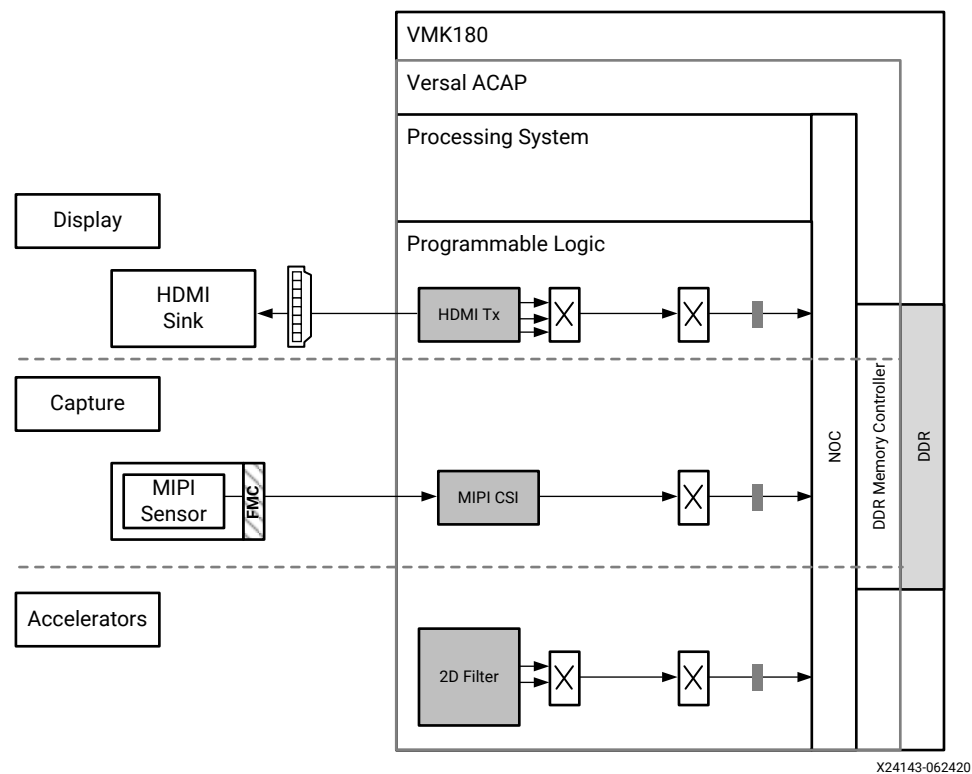 VMK180
Versal ACAP
Processing System
Display
Programmable Logic
HDMI
Sink
HDMI Tx
Capture
MIPI
Sensor
FMC
MIPI CSI
NOC
DDR Memory Controller
DDR
Accelerators
2D Filter
X24143-062420